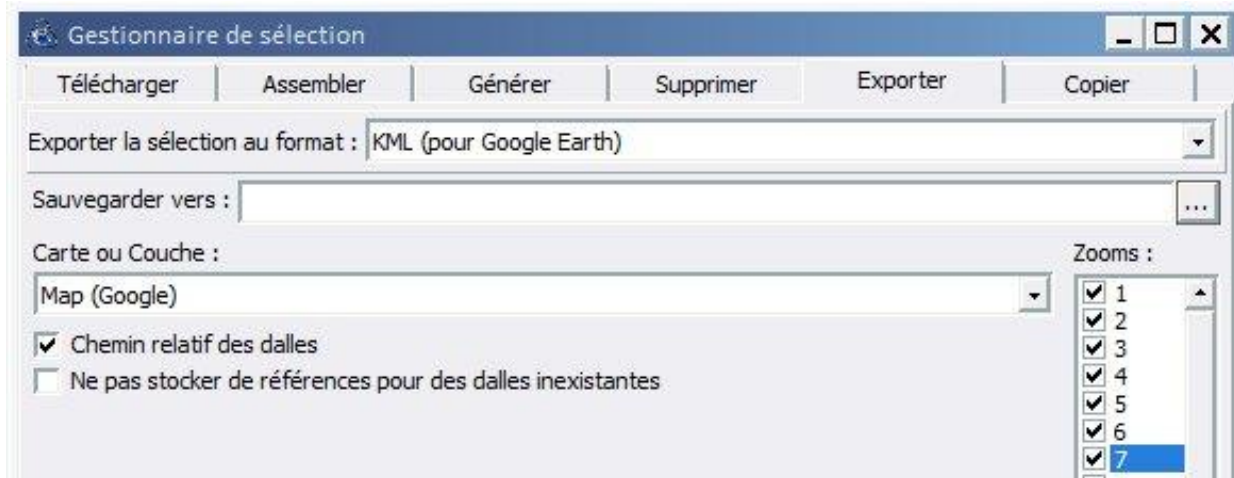 Gestionnaire de sélection
Télécharger Assembler Générer Supprimer Exporter Copier
Exporter la sélection au format : KML (pour Google Earth)
Sauvegarder vers : ...
Carte ou Couche : Zooms :
Map (Google)
1
2
Chemin relatif des dalles
3
Ne pas stocker de références pour des dalles inexistantes
4
5
6
7